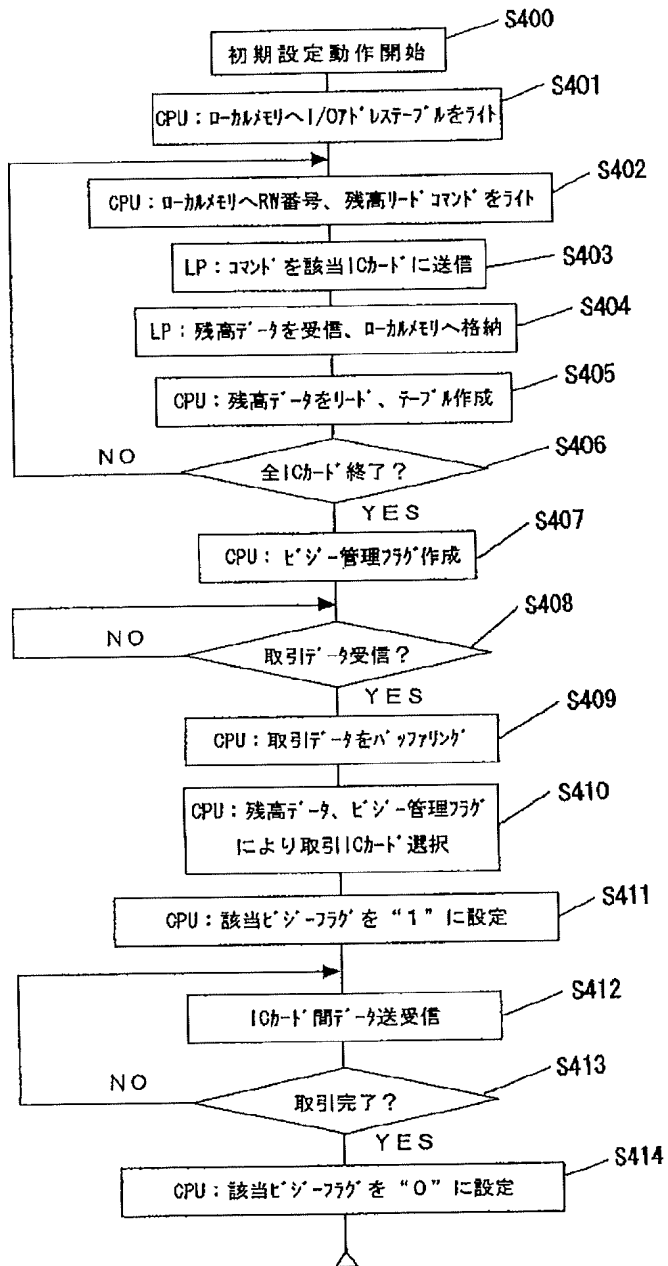 S400
初期設定動作開始
S401
CPU：ﾛｰｶﾙﾒﾓﾘへI/Oｱﾄﾞﾚｽﾃｰﾌﾞﾙをﾗｲﾄ
S402
CPU：ﾛｰｶﾙﾒﾓﾘへRW番号、残高ﾘｰﾄﾞｺﾏﾝﾄﾞをﾗｲﾄ
S403
LP：ｺﾏﾝﾄﾞを該当ICｶｰﾄﾞに送信
S404
LP：残高ﾃﾞｰﾀを受信、ﾛｰｶﾙﾒﾓﾘへ格納
S405
CPU：残高ﾃﾞｰﾀをﾘｰﾄﾞ、ﾃｰﾌﾞﾙ作成
S406
NO
全ICｶｰﾄﾞ終了？
YES
S407
CPU：ﾋﾞｼﾞｰ管理ﾌﾗｸﾞ作成
S408
NO
取引ﾃﾞｰﾀ受信？
YES
S409
CPU：取引ﾃﾞｰﾀをﾊﾞｯﾌｧﾘﾝｸﾞ
S410
CPU：残高ﾃﾞｰﾀ、ﾋﾞｼﾞｰ管理ﾌﾗｸﾞ
により取引ICｶｰﾄﾞ選択
S411
CPU：該当ﾋﾞｼﾞｰﾌﾗｸﾞを“1”に設定
S412
ICｶｰﾄﾞ間ﾃﾞｰﾀ送受信
S413
NO
取引完了？
YES
S414
CPU：該当ﾋﾞｼﾞｰﾌﾗｸﾞを“0”に設定